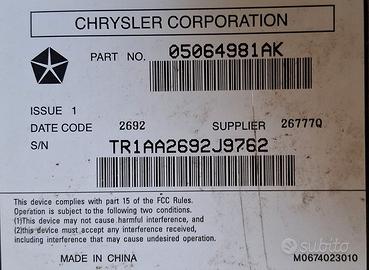 CHRYSLER CORPORATION
PART NO. 05064981AK
ISSUE 1
DATE CODE 2692 SUPPLIER 26777Q
S/N TR1AA2692J9762
This device complies with part 15 of the FCC Rules.
Operation is subject to the following two conditions.
(1)This device may not cause harmful interference, and
(2)this device must accept any interference received,
including interference that may cause undesired operation.
MADE IN CHINA
M0674023010
subito